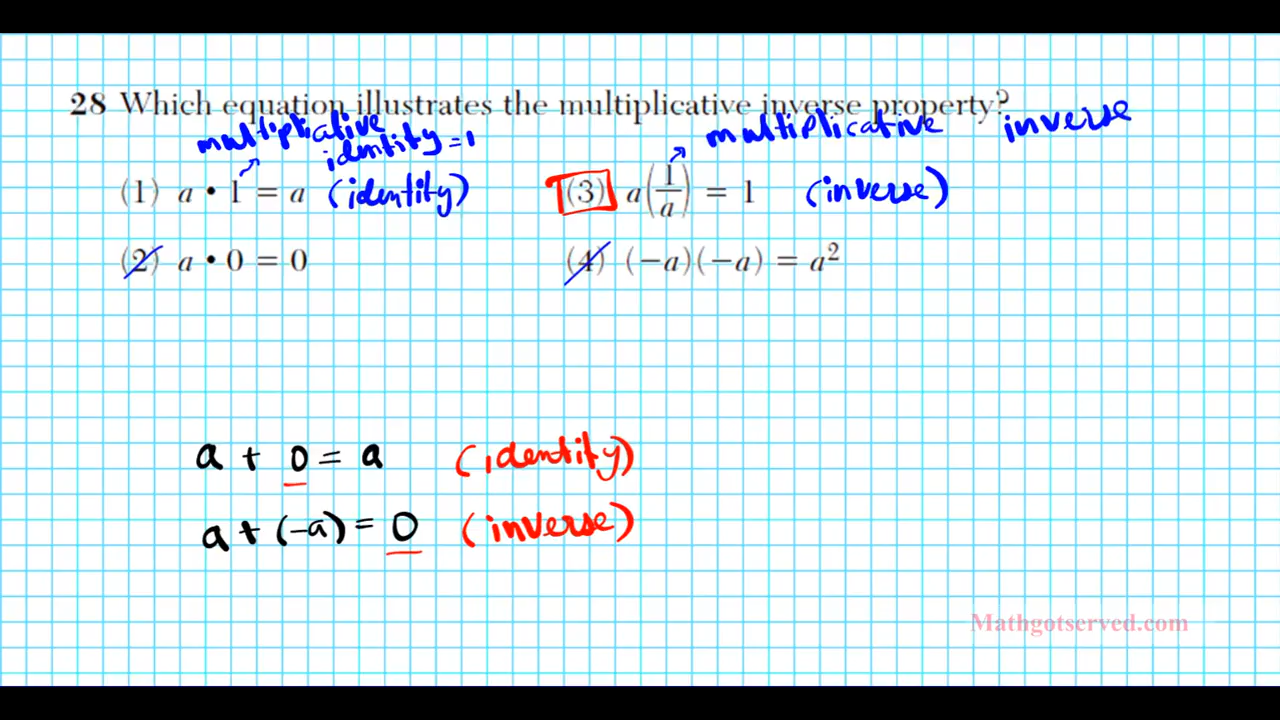 28 Which equation illustrates the multiplicative inverse property?
multiplicative
identity = 1
multiplicative inverse
(1) a • 1 = a (identity)
(3) a(1/a) = 1 (inverse)
(2) a • 0 = 0
(4) (−a)(−a) = a²
a + 0 = a (identity)
a + (-a) = 0 (inverse)
Mathgotserved.com